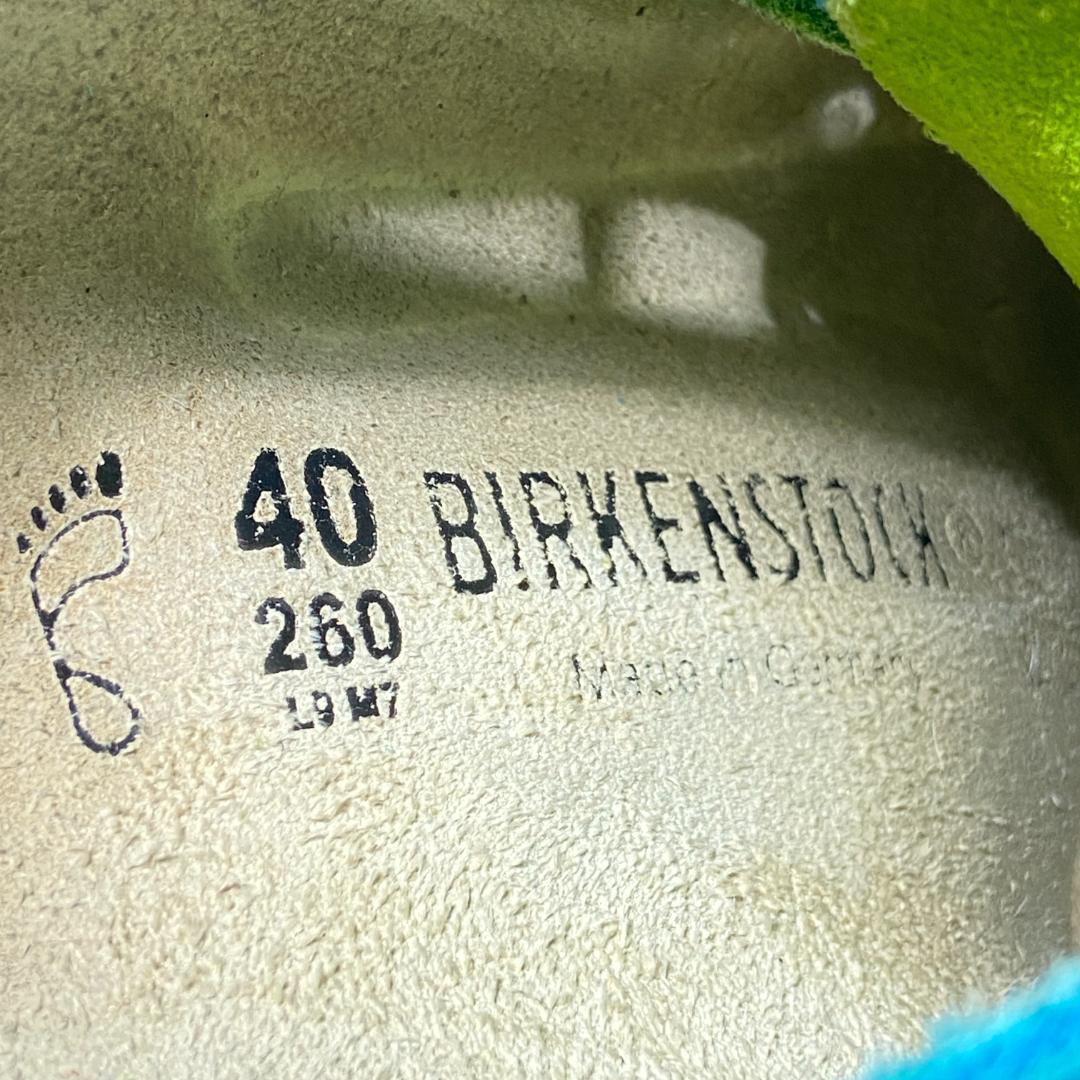 40 BIRKENSTOCK®
260
Made in Germany
L9 M7